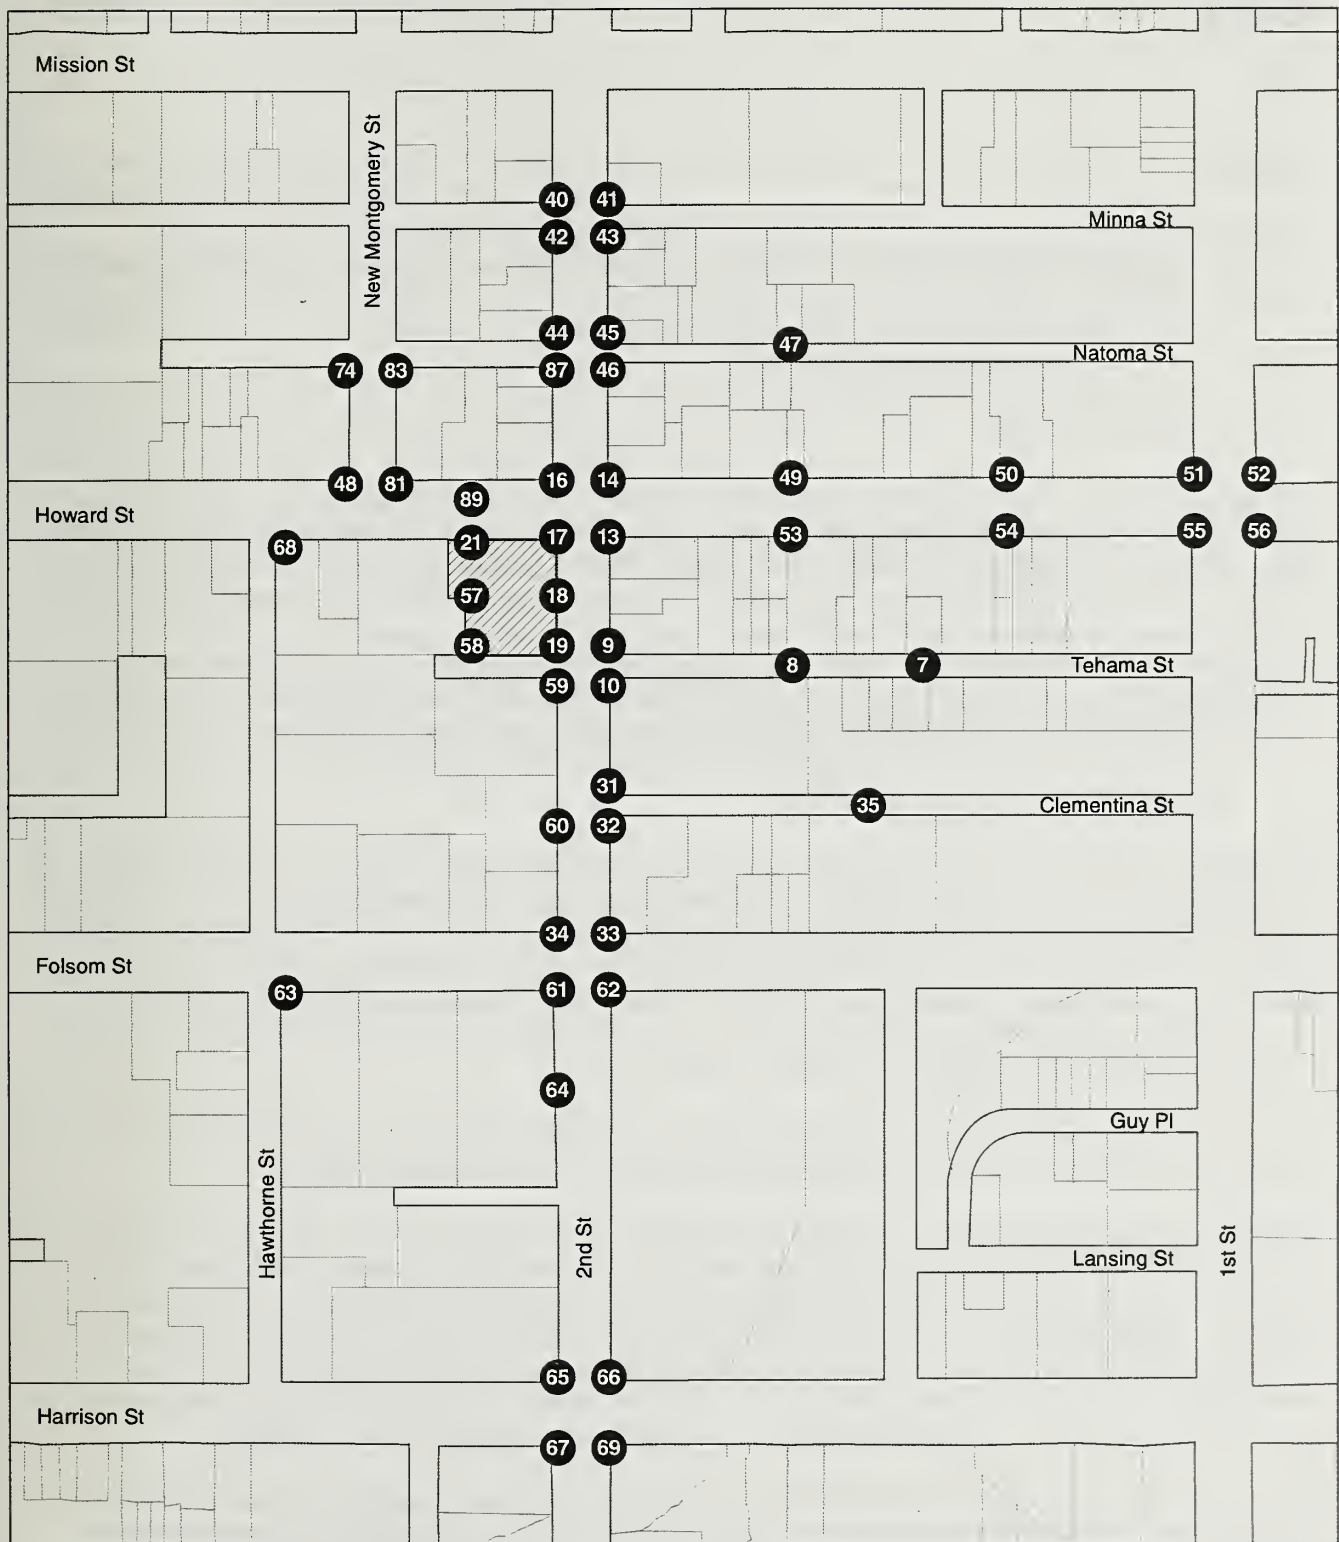 Mission St
New Montgomery St
40 41
Minna St
42 43
44 45
47
Natoma St
74 83 87 46
48 81 16 14 49 50 51 52
89
Howard St
68 21 17 13 53 54 55 56
57 18
58 19 9
8 7 Tehama St
59 10
31
35 Clementina St
60 32
34 33
Folsom St
63 61 62
64
Guy Pl
Hawthorne St
2nd St
1st St
Lansing St
65 66
Harrison St
67 69